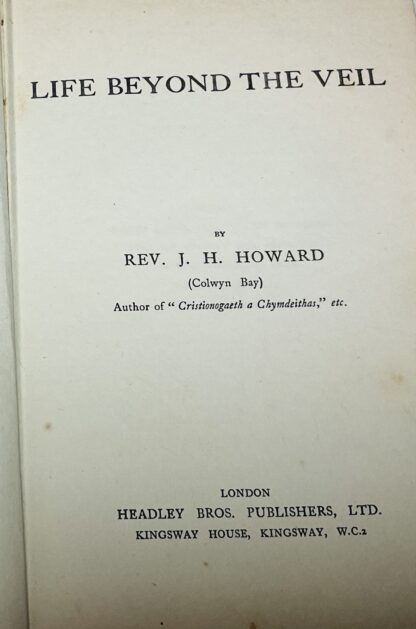 LIFE BEYOND THE VEIL
BY
REV. J. H. HOWARD
(Colwyn Bay)
Author of “ Cristionogaeth a Chymdeithas,” etc.
LONDON
HEADLEY BROS. PUBLISHERS, LTD.
KINGSWAY HOUSE, KINGSWAY, W.C.2